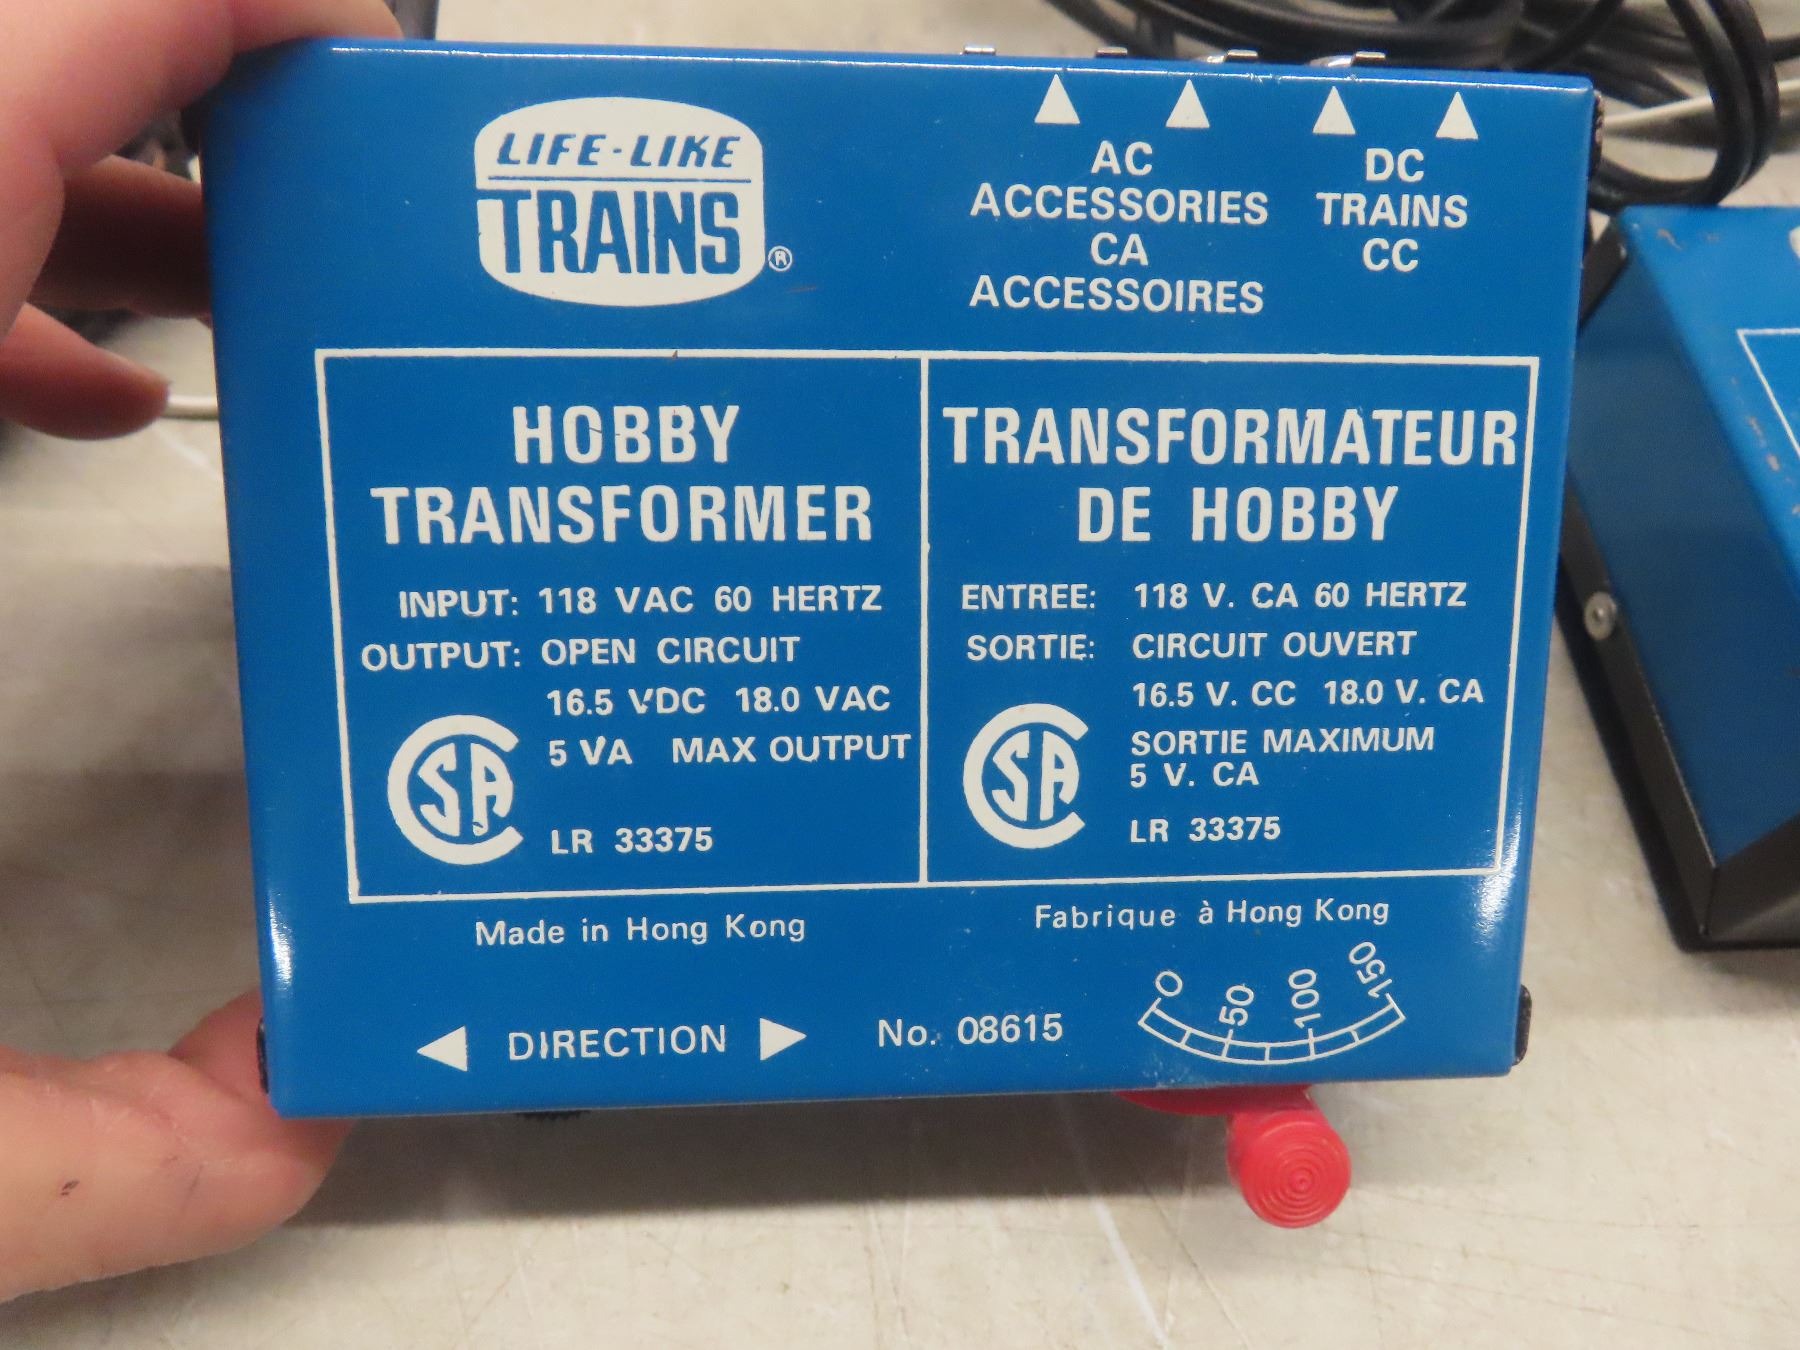 LIFE-LIKE
TRAINS®
AC
ACCESSORIES
CA
ACCESSOIRES
DC
TRAINS
CC
HOBBY
TRANSFORMER
INPUT: 118 VAC 60 HERTZ
OUTPUT: OPEN CIRCUIT
16.5 VDC 18.0 VAC
5 VA MAX OUTPUT
CSA
LR 33375
TRANSFORMATEUR
DE HOBBY
ENTREE: 118 V. CA 60 HERTZ
SORTIE: CIRCUIT OUVERT
16.5 V. CC 18.0 V. CA
SORTIE MAXIMUM
5 V. CA
CSA
LR 33375
Made in Hong Kong
Fabrique à Hong Kong
DIRECTION
No. 08615
0 50 100 150